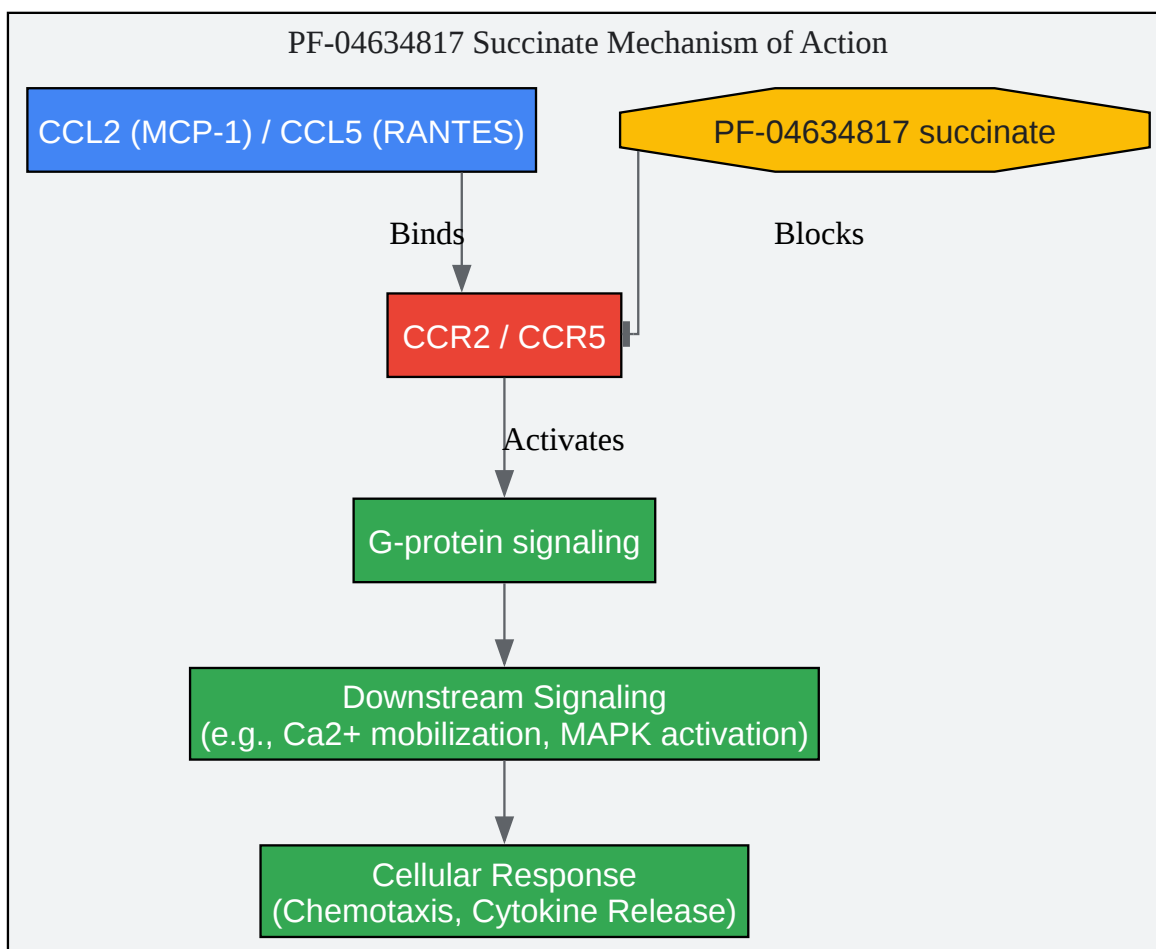 PF-04634817 Succinate Mechanism of Action
CCL2 (MCP-1) / CCL5 (RANTES)
PF-04634817 succinate
Binds
Blocks
CCR2 / CCR5
Activates
G-protein signaling
Downstream Signaling
(e.g., Ca2+ mobilization, MAPK activation)
Cellular Response
(Chemotaxis, Cytokine Release)